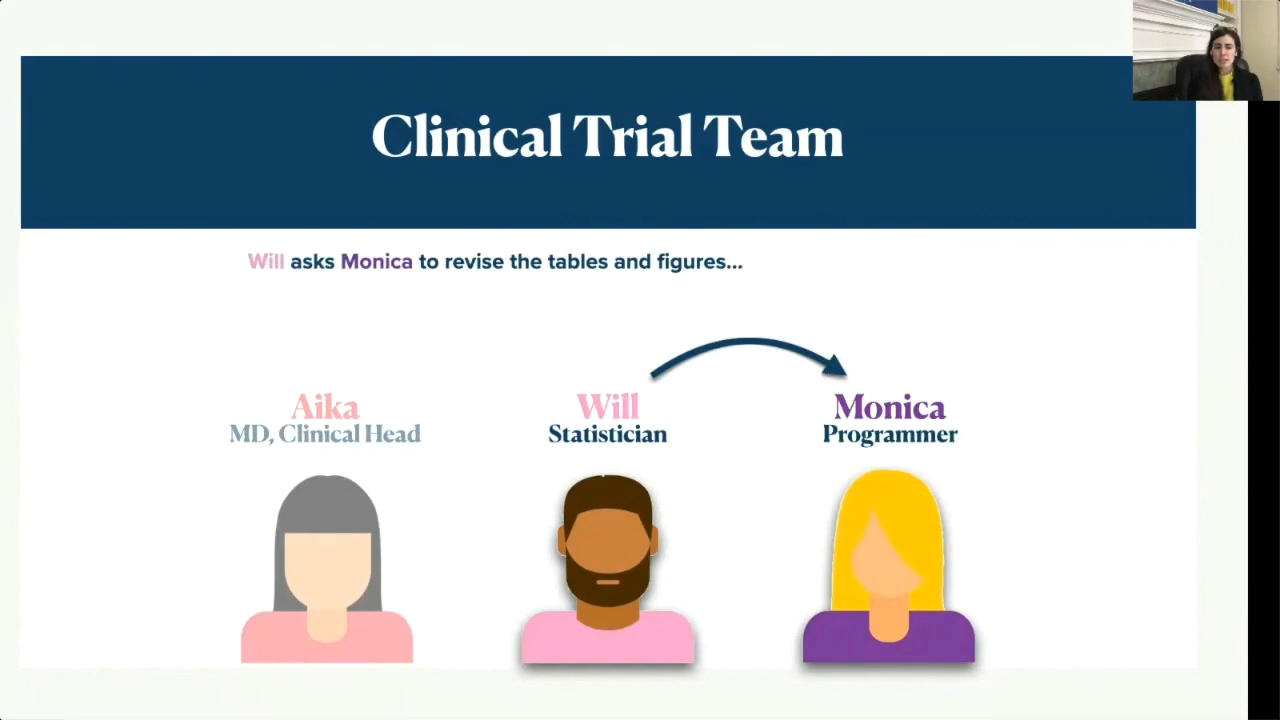 Clinical Trial Team
Will asks Monica to revise the tables and figures...
Aika
MD, Clinical Head
Will
Statistician
Monica
Programmer